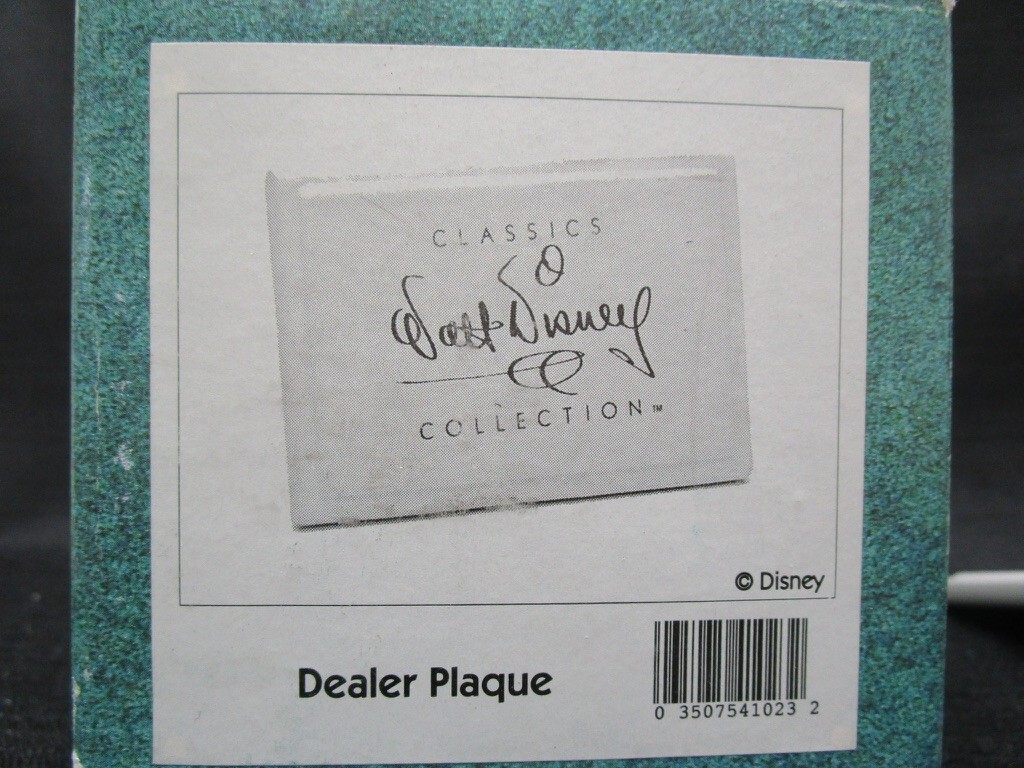 CLASSICS
Walt Disney
COLLECTION™
© Disney
Dealer Plaque
0 3507541023 2